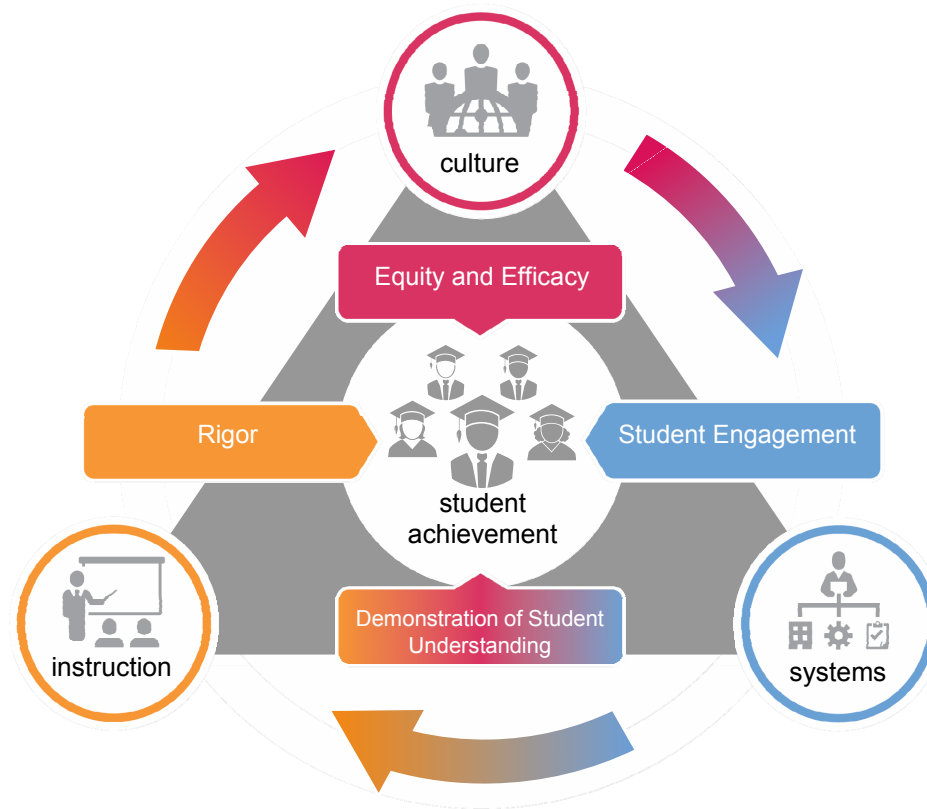 culture
Equity and Efficacy
Rigor
Student Engagement
student
achievement
Demonstration of Student
Understanding
instruction
systems